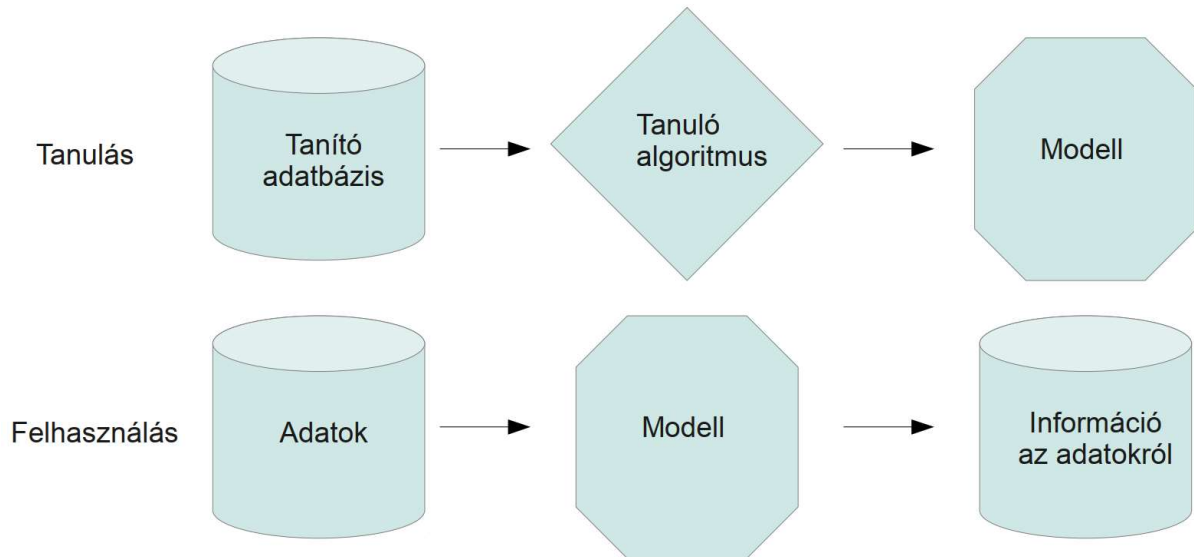 Tanulás
Tanító
adatbázis
Tanuló
algoritmus
Modell
Felhasználás
Adatok
Modell
Információ
az adatokról